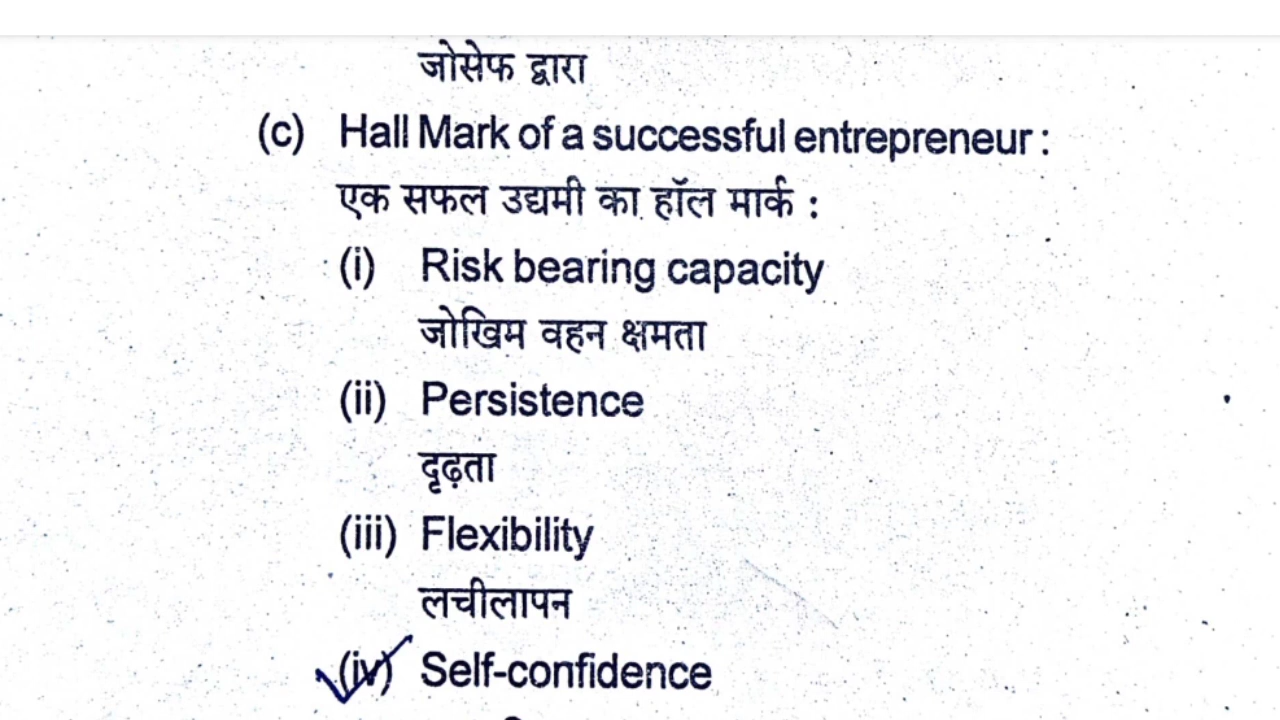 जोसेफ द्वारा
(c) Hall Mark of a successful entrepreneur :
एक सफल उद्यमी का हॉल मार्क :
(i) Risk bearing capacity
जोखिम वहन क्षमता
(ii) Persistence
दृढ़ता
(iii) Flexibility
लचीलापन
(iv) Self-confidence